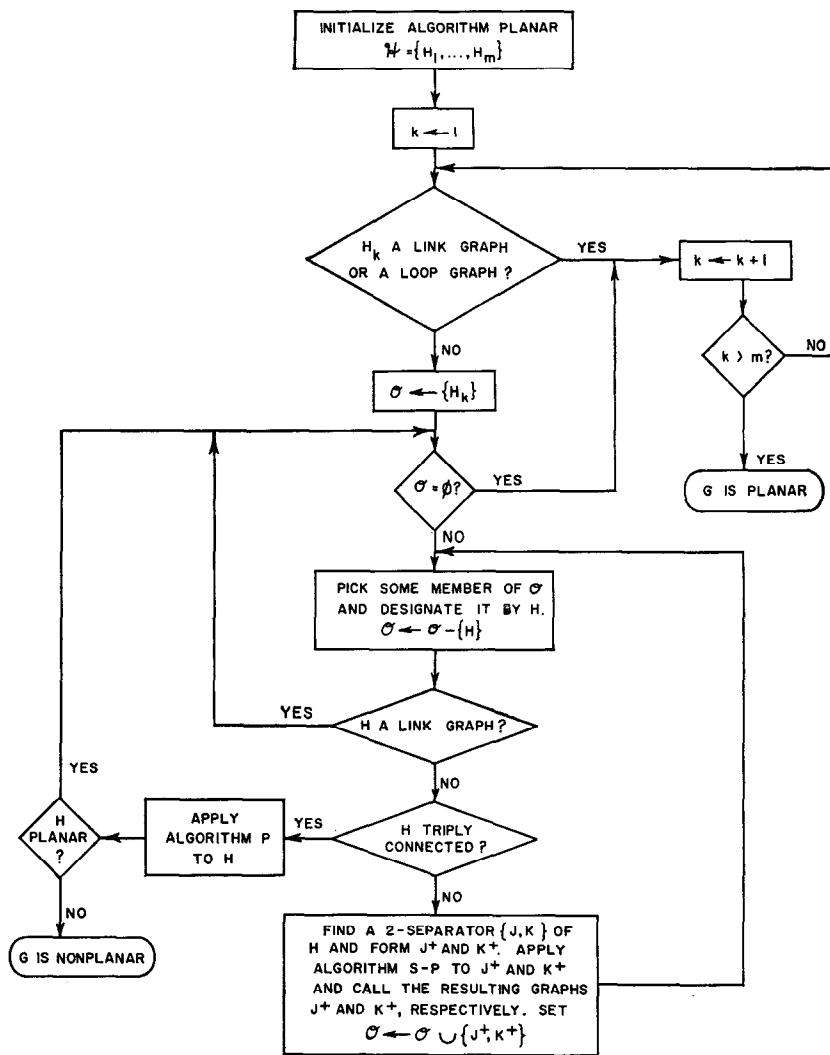 INITIALIZE ALGORITHM PLANAR
ℋ = {H₁,...,Hₘ}
k ← 1
Hₖ A LINK GRAPH
OR A LOOP GRAPH ?
YES
k ← k + 1
NO
k > m?
NO
𝒪 ← {Hₖ}
YES
𝒪 = ∅?
YES
G IS PLANAR
NO
PICK SOME MEMBER OF 𝒪
AND DESIGNATE IT BY H.
𝒪 ← 𝒪 – {H}
YES
H A LINK GRAPH ?
YES
NO
H
PLANAR
?
APPLY
ALGORITHM P
TO H
YES
H TRIPLY
CONNECTED ?
NO
NO
G IS NONPLANAR
FIND A 2-SEPARATOR {J,K} OF
H AND FORM J⁺ AND K⁺. APPLY
ALGORITHM S-P TO J⁺ AND K⁺
AND CALL THE RESULTING GRAPHS
J⁺ AND K⁺, RESPECTIVELY. SET
𝒪 ← 𝒪 ∪ {J⁺,K⁺}